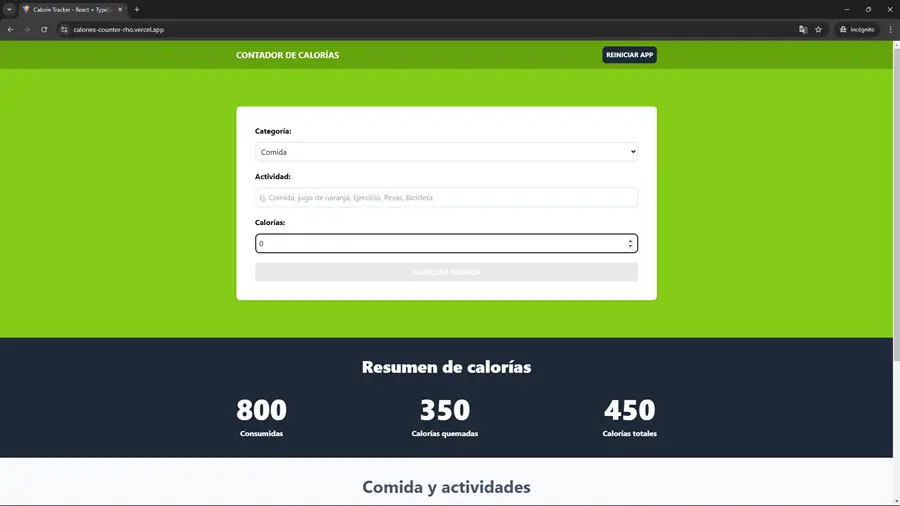 Calorie Tracker - React + TypeS
calories-counter-rho.vercel.app
Incógnito
CONTADOR DE CALORÍAS
REINICIAR APP
Categoría:
Comida
Actividad:
Ej. Comida, jugo de naranja, Ejercicio, Pesas, Bicicleta
Calorías:
0
GUARDAR COMIDA
Resumen de calorías
800 350 450
Consumidas Calorías quemadas Calorías totales
Comida y actividades